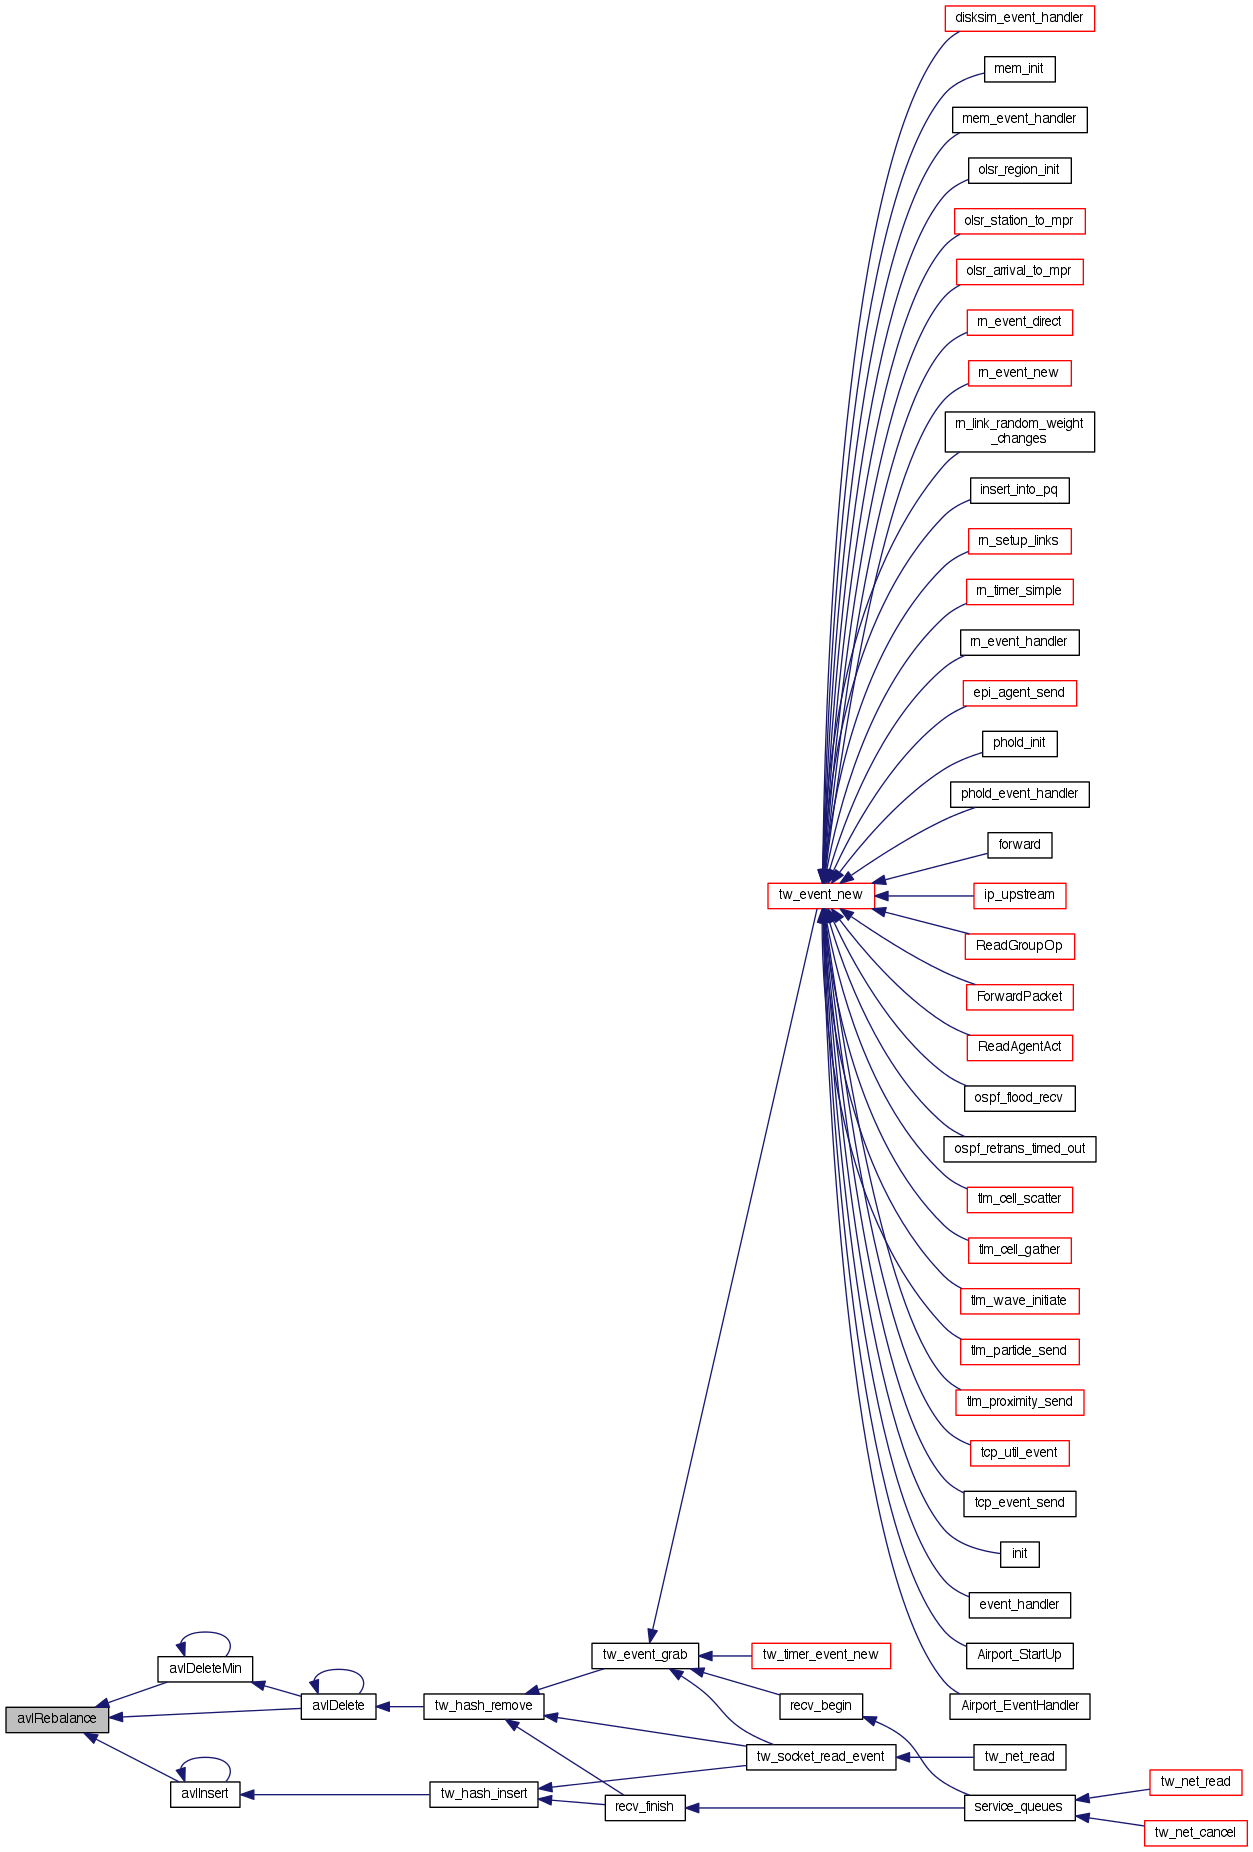 disksim_event_handler
mem_init
mem_event_handler
olsr_region_init
olsr_station_to_mpr
olsr_arrival_to_mpr
rn_event_direct
rn_event_new
rn_link_random_weight
_changes
insert_into_pq
rn_setup_links
rn_timer_simple
rn_event_handler
epi_agent_send
phold_init
phold_event_handler
forward
tw_event_new
ip_upstream
ReadGroupOp
ForwardPacket
ReadAgentAct
ospf_flood_recv
ospf_retrans_timed_out
tlm_cell_scatter
tlm_cell_gather
tlm_wave_initiate
tlm_particle_send
tlm_proximity_send
tcp_util_event
tcp_event_send
init
event_handler
Airport_StartUp
Airport_EventHandler
tw_event_grab
tw_timer_event_new
avlDeleteMin
avlDelete
tw_hash_remove
recv_begin
avlRebalance
tw_socket_read_event
tw_net_read
avlInsert
tw_hash_insert
recv_finish
service_queues
tw_net_read
tw_net_cancel